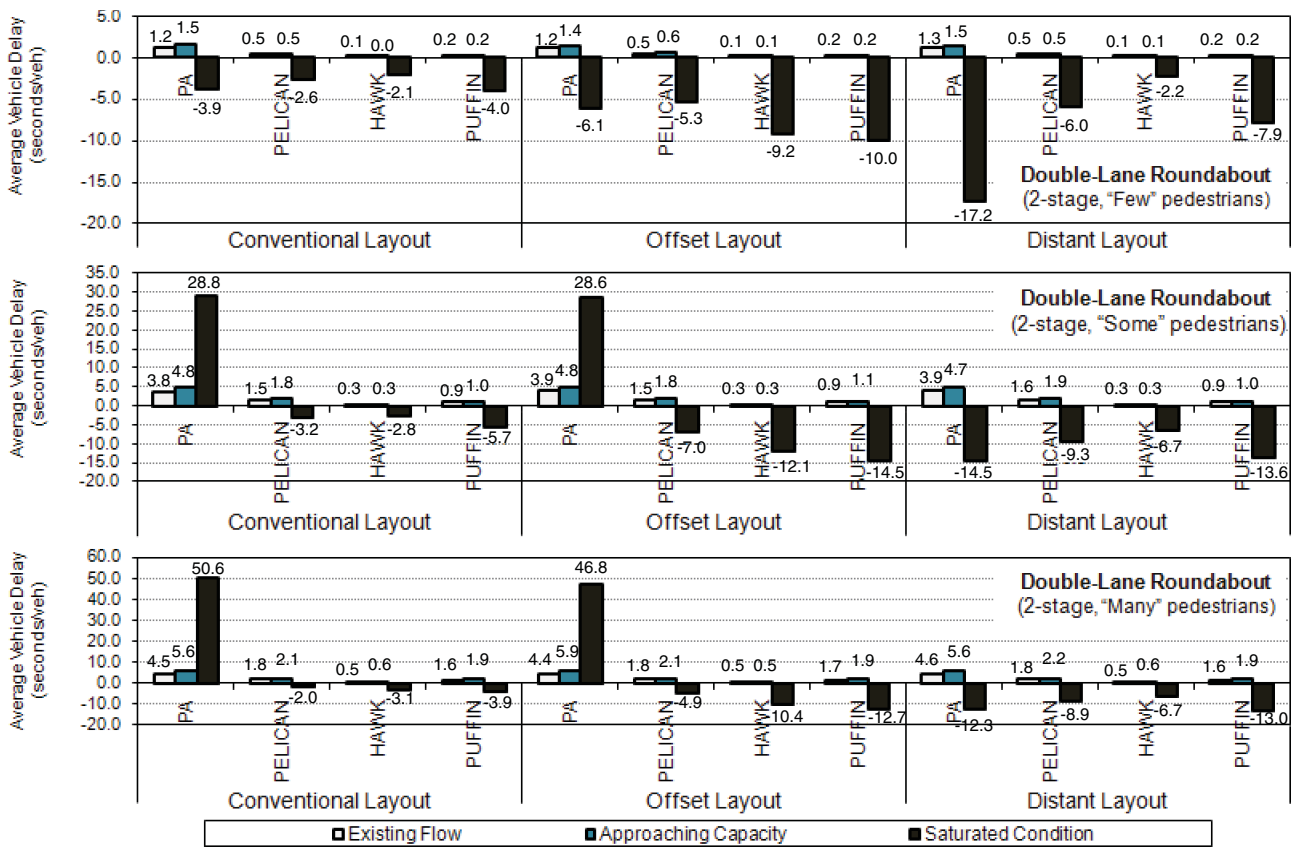 Average Vehicle Delay
(seconds/veh)
5.0
0.0
-5.0
-10.0
-15.0
-20.0
1.2 1.5 0.5 0.5 0.1 0.0 0.2 0.2 1.2 1.4 0.5 0.6 0.1 0.1 0.2 0.2 1.3 1.5 0.5 0.5 0.1 0.1 0.2 0.2
PA PELICAN HAWK PUFFIN PA PELICAN HAWK PUFFIN PA PELICAN HAWK PUFFIN
-3.9 -2.6 -2.1 -4.0 -6.1 -5.3 -9.2 -10.0 -17.2 -6.0 -2.2 -7.9
Double-Lane Roundabout
(2-stage, “Few” pedestrians)
Conventional Layout Offset Layout Distant Layout
Average Vehicle Delay
(seconds/veh)
35.0
30.0
25.0
20.0
15.0
10.0
5.0
0.0
-5.0
-10.0
-15.0
-20.0
Double-Lane Roundabout
(2-stage, “Some” pedestrians)
3.8 4.8 28.8 1.5 1.8 0.3 0.3 0.9 1.0 3.9 4.8 28.6 1.5 1.8 0.3 0.3 0.9 1.1 3.9 4.7 1.6 1.9 0.3 0.3 0.9 1.0
PA PELICAN HAWK PUFFIN PA PELICAN HAWK PUFFIN PA PELICAN HAWK PUFFIN
-3.2 -2.8 -5.7 -7.0 -12.1 -14.5 -14.5 -9.3 -6.7 -13.6
Conventional Layout Offset Layout Distant Layout
Average Vehicle Delay
(seconds/veh)
60.0
50.0
40.0
30.0
20.0
10.0
0.0
-10.0
-20.0
Double-Lane Roundabout
(2-stage, “Many” pedestrians)
4.5 5.6 50.6 1.8 2.1 0.5 0.6 1.6 1.9 4.4 5.9 46.8 1.8 2.1 0.5 0.5 1.7 1.9 4.6 5.6 1.8 2.2 0.5 0.6 1.6 1.9
PA PELICAN HAWK PUFFIN PA PELICAN HAWK PUFFIN PA PELICAN HAWK PUFFIN
-2.0 -3.1 -3.9 -4.9 -10.4 -12.7 -12.3 -8.9 -6.7 -13.0
Conventional Layout Offset Layout Distant Layout
Existing Flow Approaching Capacity Saturated Condition